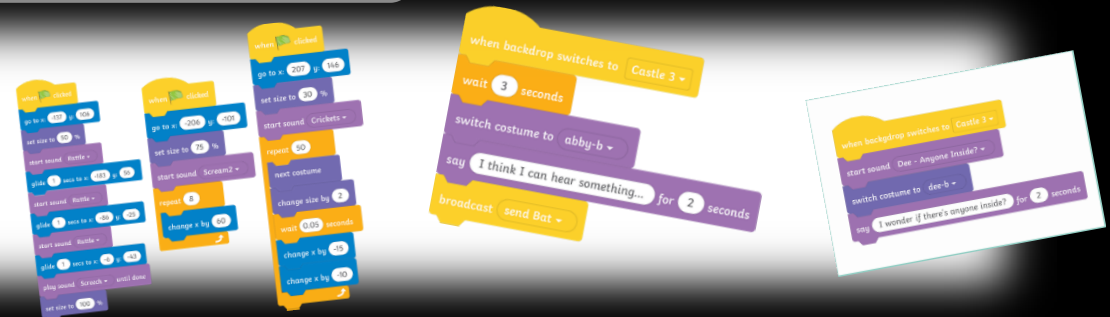 when clicked
go to x: -151 y: 106
set size to 50 %
start sound Rattle
glide 1 secs to x: -183 y: 56
start sound Rattle
glide 1 secs to x: -86 y: -25
start sound Rattle
glide 1 secs to x: -6 y: -43
play sound Screech until done
set size to 100 %
when clicked
go to x: -206 y: -101
set size to 75 %
start sound Scream2
repeat 8
change x by 60
when clicked
go to x: 207 y: 146
set size to 30 %
start sound Crickets
repeat 50
next costume
change size by 2
wait 0.05 seconds
change x by -15
change x by -10
when backdrop switches to Castle 3
wait 3 seconds
switch costume to abby-b
say I think I can hear something... for 2 seconds
broadcast send Bat
when backdrop switches to Castle 3
start sound Dee - Anyone Inside?
switch costume to dee-b
say I wonder if there's anyone inside? for 2 seconds